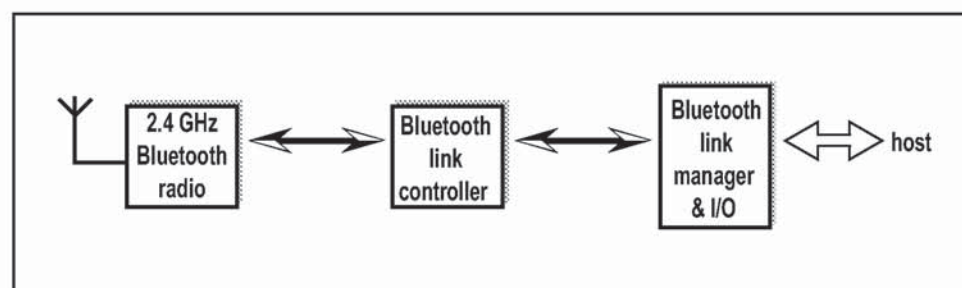 2.4 GHz
Bluetooth
radio
Bluetooth
link
controller
Bluetooth
link
manager
& I/O
host